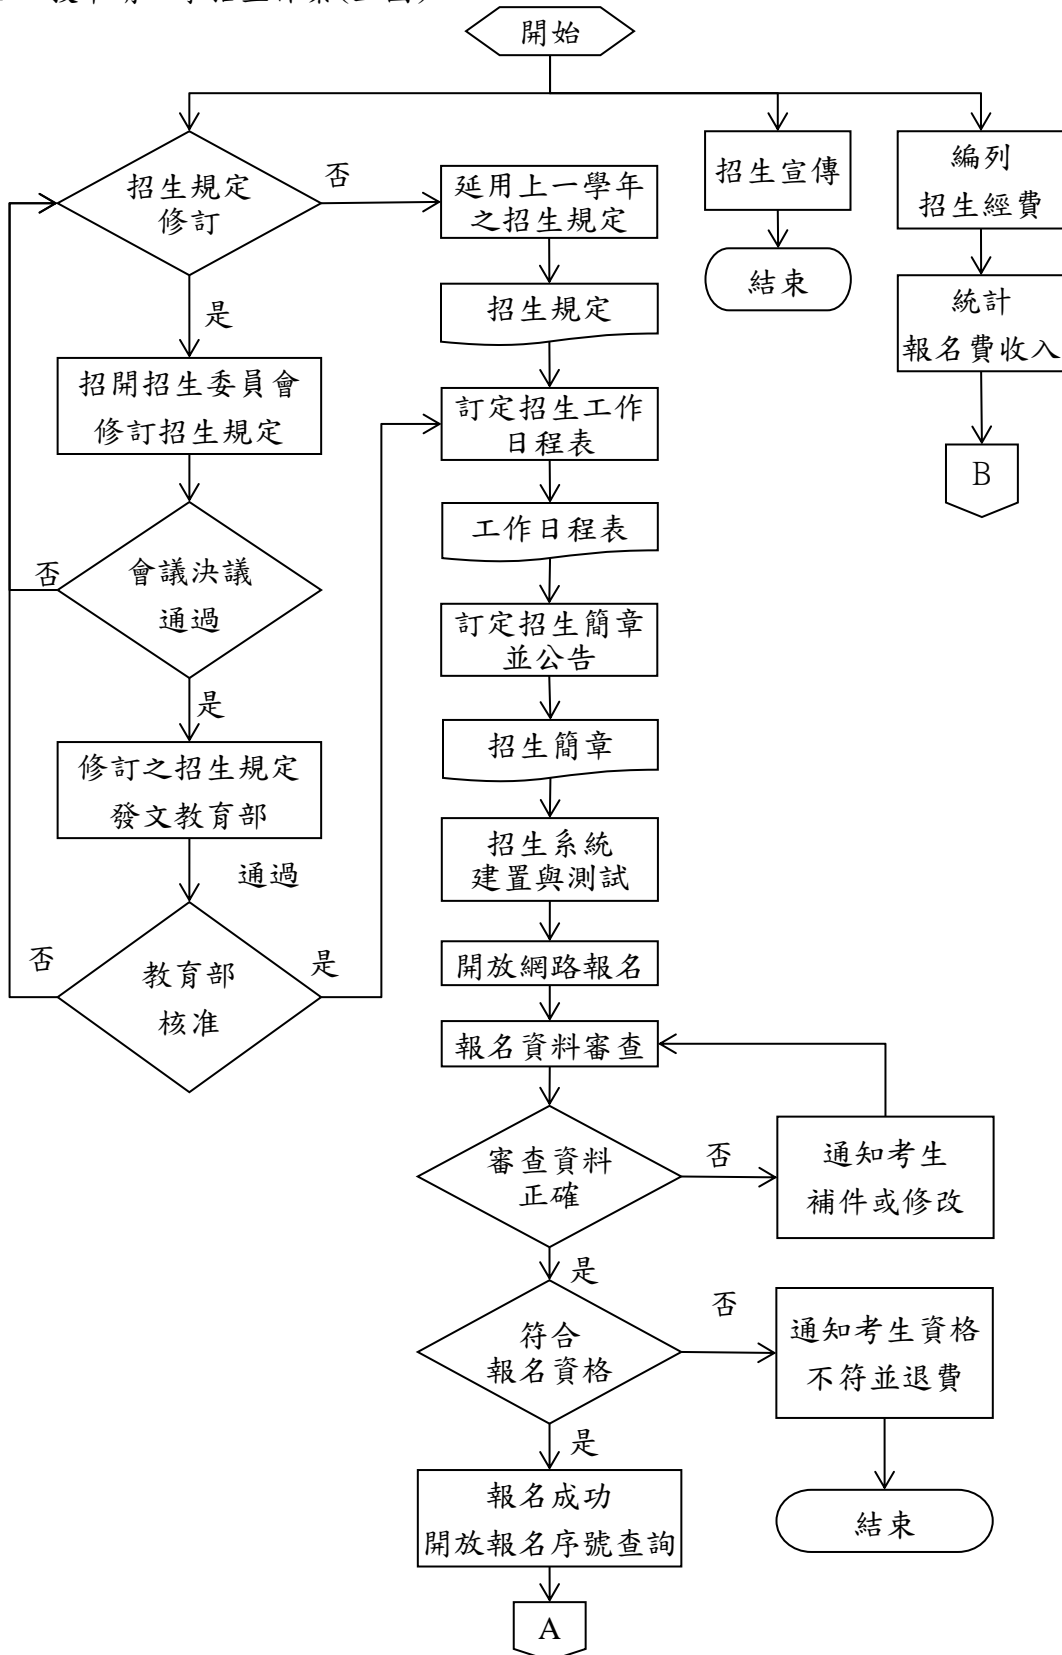 開始
招生規定
修訂
否
是
延用上一學年
之招生規定
招生宣傳
結束
編列
招生經費
統計
報名費收入
B
招生規定
招開招生委員會
修訂招生規定
訂定招生工作
日程表
工作日程表
會議決議
通過
否
是
訂定招生簡章
並公告
招生簡章
修訂之招生規定
發文教育部
通過
教育部
核准
否
是
招生系統
建置與測試
開放網路報名
報名資料審查
審查資料
正確
否
是
通知考生
補件或修改
符合
報名資格
否
是
通知考生資格
不符並退費
結束
報名成功
開放報名序號查詢
A